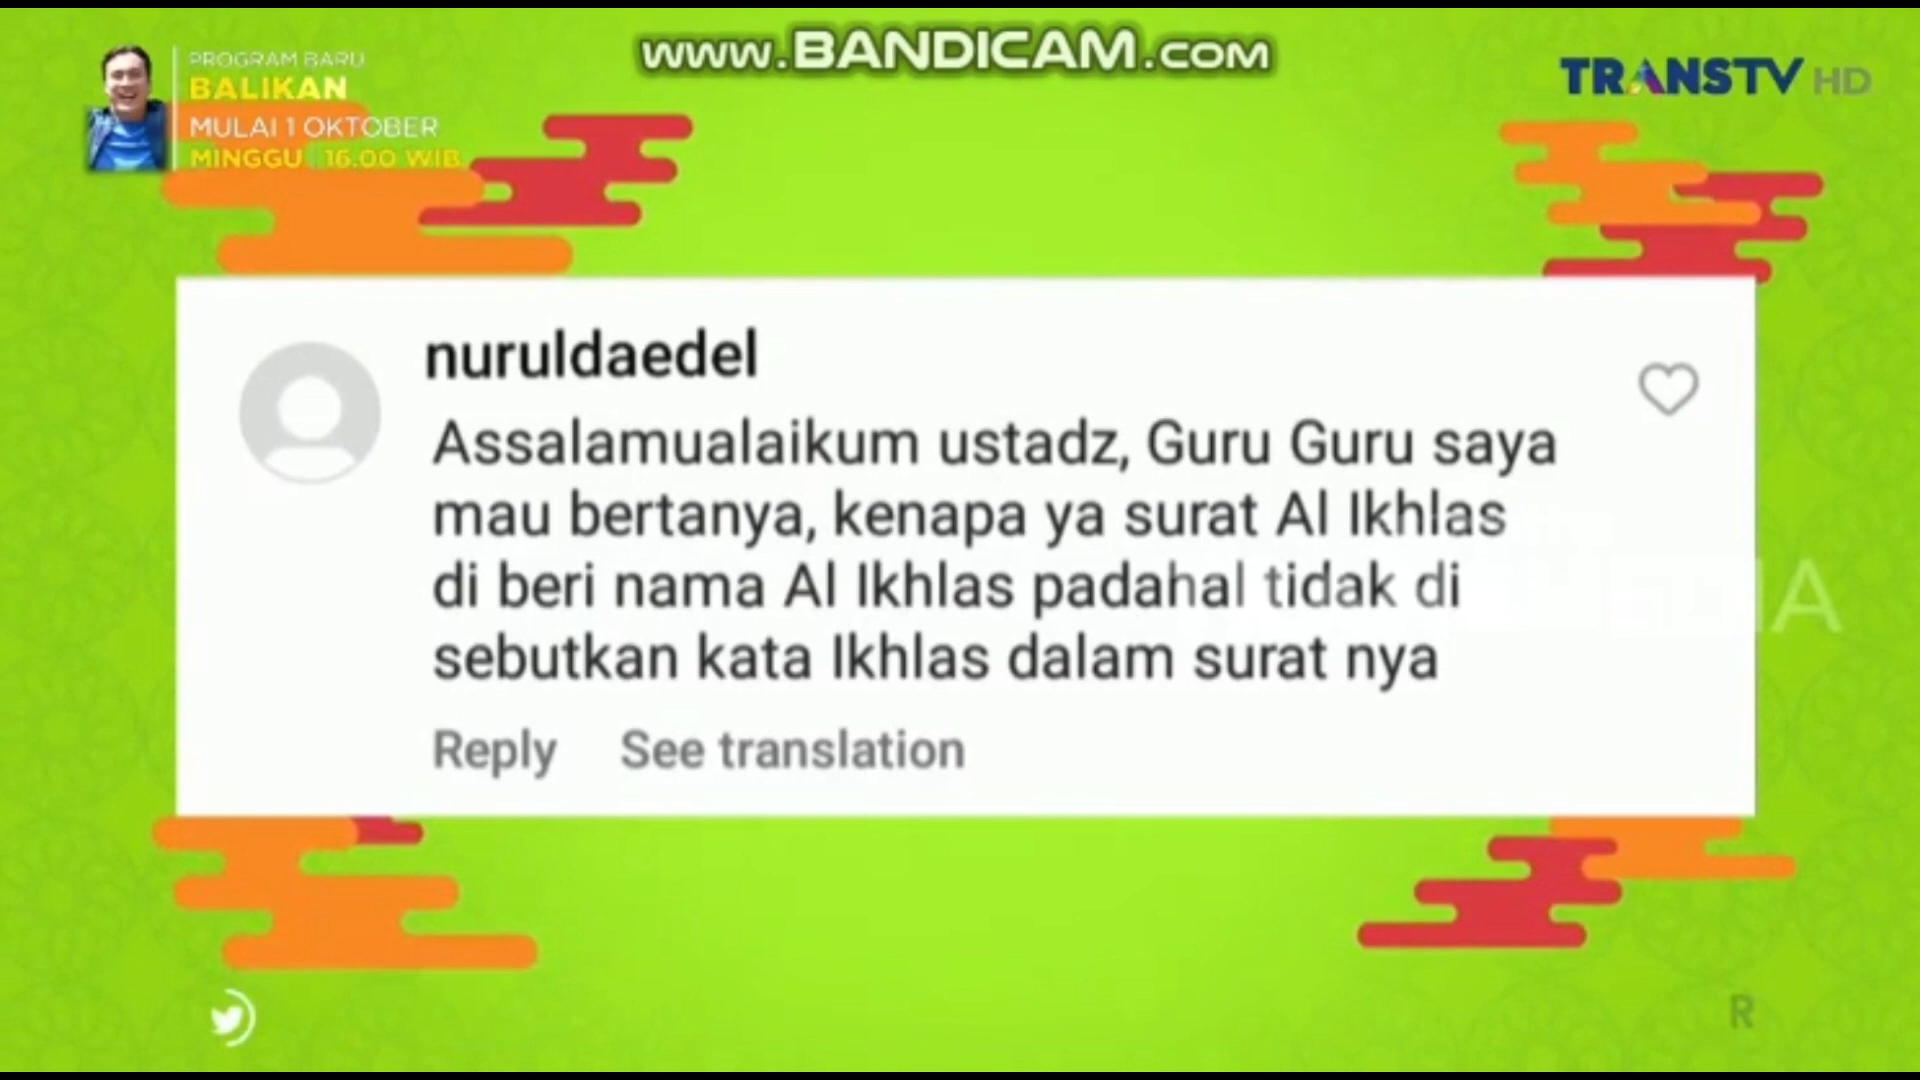 www.BANDICAM.com
PROGRAM BARU
BALIKAN
MULAI 1 OKTOBER
MINGGU | 16.00 WIB
TRANSTV HD
nuruldaedel
Assalamualaikum ustadz, Guru Guru saya
mau bertanya, kenapa ya surat Al Ikhlas
di beri nama Al Ikhlas padahal tidak di
sebutkan kata Ikhlas dalam surat nya
Reply See translation
R